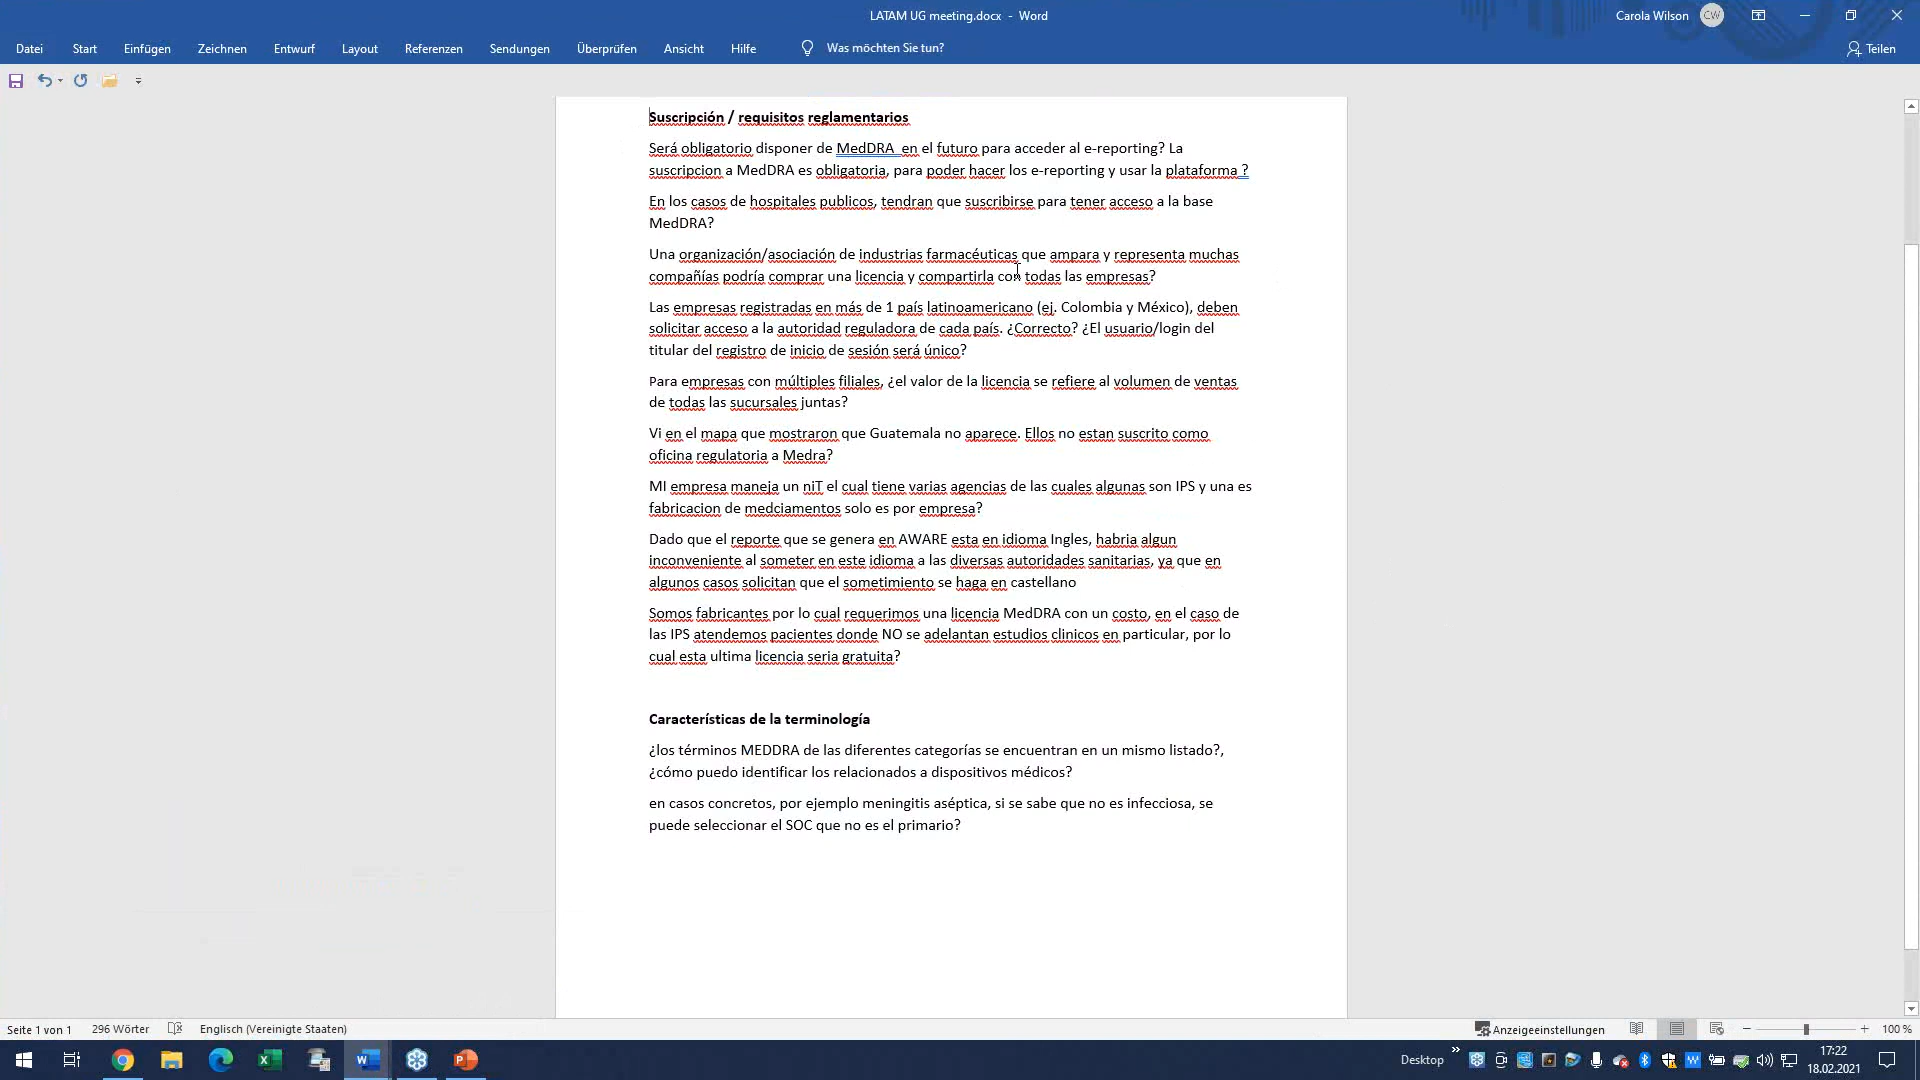 LATAM UG meeting.docx - Word
Carola Wilson CW
Datei Start Einfügen Zeichnen Entwurf Layout Referenzen Sendungen Überprüfen Ansicht Hilfe Was möchten Sie tun? Teilen
Suscripción / requisitos reglamentarios
Será obligatorio disponer de MedDRA en el futuro para acceder al e-reporting? La
suscripcion a MedDRA es obligatoria, para poder hacer los e-reporting y usar la plataforma ?
En los casos de hospitales publicos, tendran que suscribirse para tener acceso a la base
MedDRA?
Una organización/asociación de industrias farmacéuticas que ampara y representa muchas
compañías podría comprar una licencia y compartirla con todas las empresas?
Las empresas registradas en más de 1 país latinoamericano (ej. Colombia y México), deben
solicitar acceso a la autoridad reguladora de cada país. ¿Correcto? ¿El usuario/login del
titular del registro de inicio de sesión será único?
Para empresas con múltiples filiales, ¿el valor de la licencia se refiere al volumen de ventas
de todas las sucursales juntas?
Vi en el mapa que mostraron que Guatemala no aparece. Ellos no estan suscrito como
oficina regulatoria a Medra?
MI empresa maneja un niT el cual tiene varias agencias de las cuales algunas son IPS y una es
fabricacion de medciamentos solo es por empresa?
Dado que el reporte que se genera en AWARE esta en idioma Ingles, habria algun
inconveniente al someter en este idioma a las diversas autoridades sanitarias, ya que en
algunos casos solicitan que el sometimiento se haga en castellano
Somos fabricantes por lo cual requerimos una licencia MedDRA con un costo, en el caso de
las IPS atendemos pacientes donde NO se adelantan estudios clinicos en particular, por lo
cual esta ultima licencia seria gratuita?
Características de la terminología
¿los términos MEDDRA de las diferentes categorías se encuentran en un mismo listado?,
¿cómo puedo identificar los relacionados a dispositivos médicos?
en casos concretos, por ejemplo meningitis aséptica, si se sabe que no es infecciosa, se
puede seleccionar el SOC que no es el primario?
Seite 1 von 1 296 Wörter Englisch (Vereinigte Staaten) Anzeigeeinstellungen 100 %
Desktop
17:22
18.02.2021